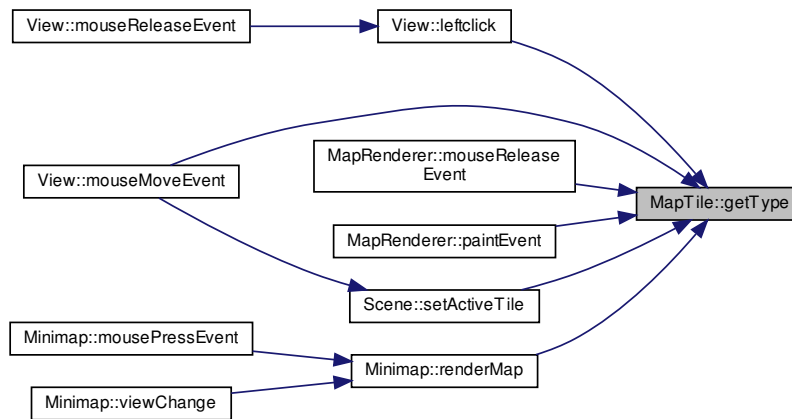 View::mouseReleaseEvent
View::leftclick
View::mouseMoveEvent
MapRenderer::mouseRelease
Event
MapTile::getType
MapRenderer::paintEvent
Scene::setActiveTile
Minimap::mousePressEvent
Minimap::renderMap
Minimap::viewChange